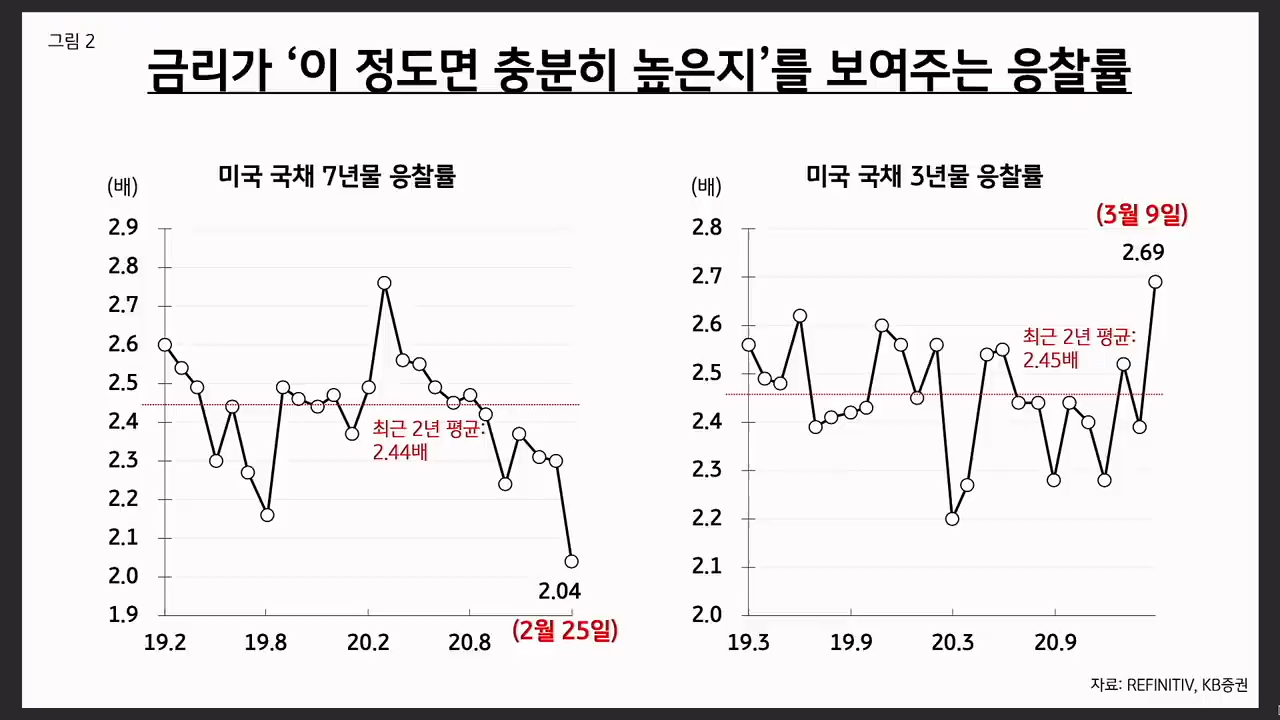 그림 2
금리가 ‘이 정도면 충분히 높은지’를 보여주는 응찰률
미국 국채 7년물 응찰률
(배)
2.9
2.8
2.7
2.6
2.5
2.4
2.3
2.2
2.1
2.0
1.9
최근 2년 평균:
2.44배
2.04
(2월 25일)
19.2 19.8 20.2 20.8
미국 국채 3년물 응찰률
(배)
(3월 9일)
2.69
2.8
2.7
2.6
2.5
2.4
2.3
2.2
2.1
2.0
최근 2년 평균:
2.45배
19.3 19.9 20.3 20.9
자료: REFINITIV, KB증권